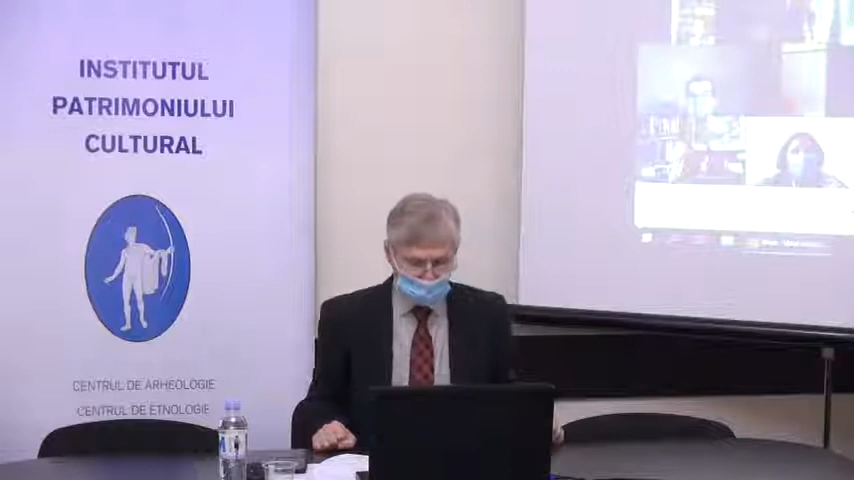 INSTITUTUL
PATRIMONIULUI
CULTURAL
CENTRUL DE ARHEOLOGIE
CENTRUL DE ETNOLOGIE